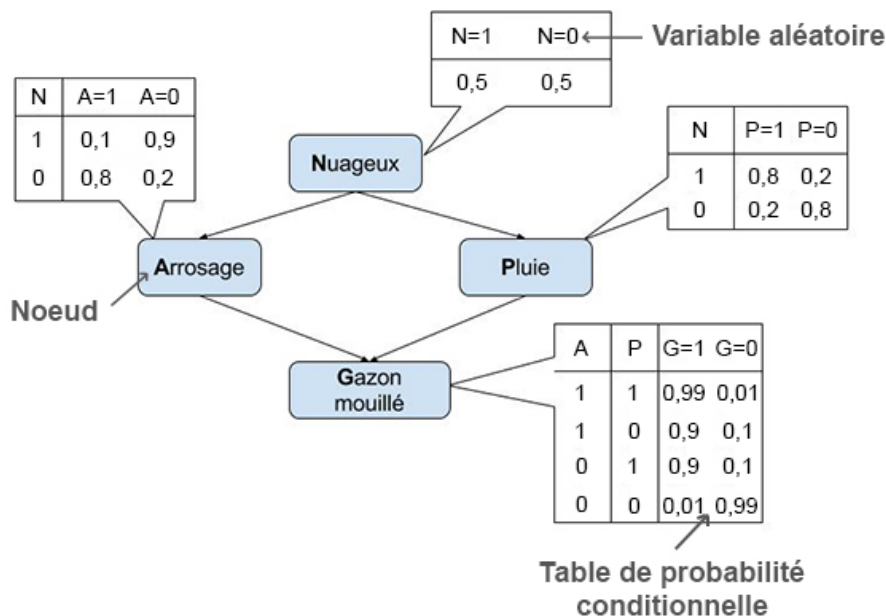 N=1 N=0
Variable aléatoire
0,5 0,5
N A=1 A=0
1 0,1 0,9
0 0,8 0,2
N P=1 P=0
1 0,8 0,2
0 0,2 0,8
Nuageux
Arrosage
Pluie
Noeud
Gazon
mouillé
A P G=1 G=0
1 1 0,99 0,01
1 0 0,9 0,1
0 1 0,9 0,1
0 0 0,01 0,99
Table de probabilité
conditionnelle